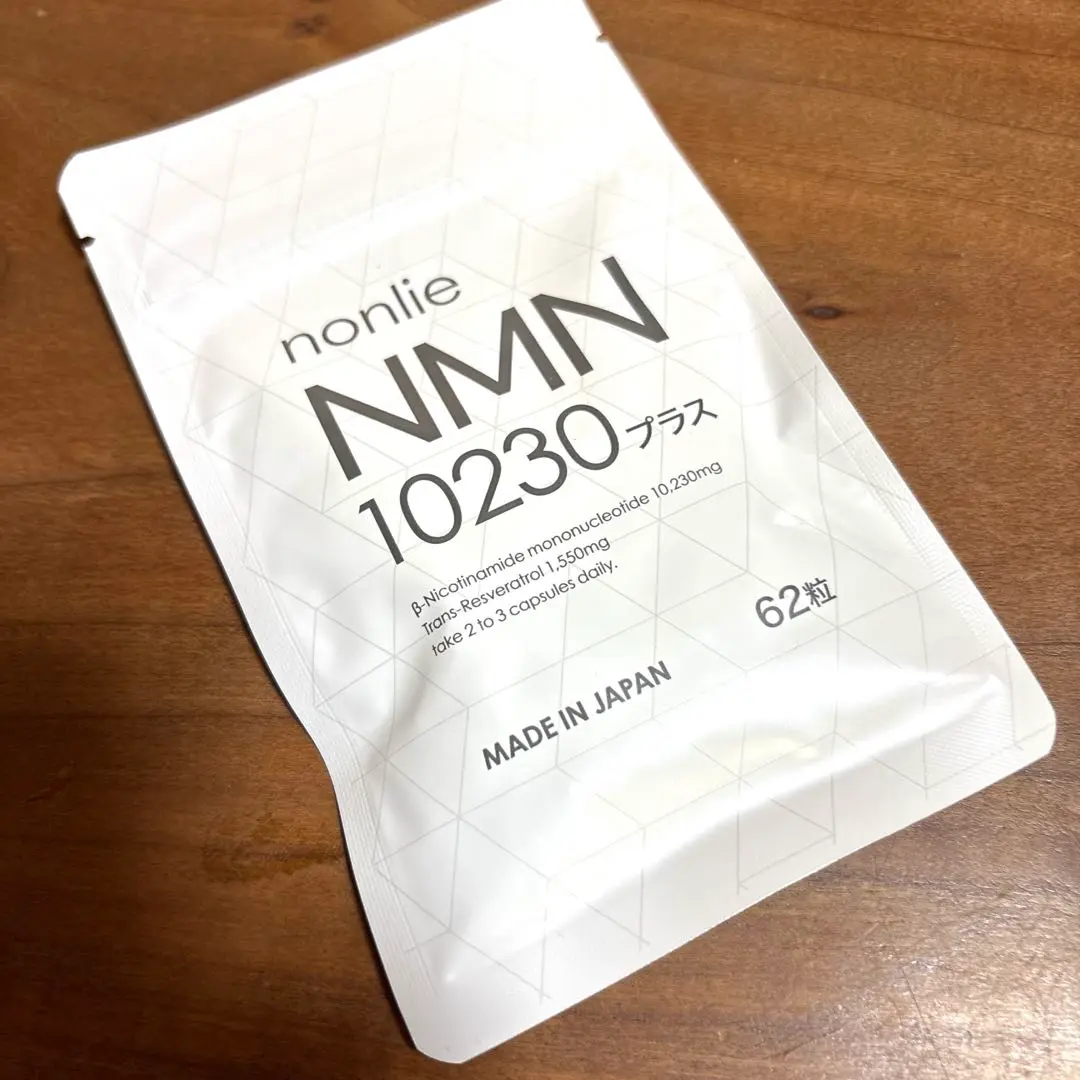 nonlie
NMN
10230プラス
β-Nicotinamide mononucleotide 10,230mg
Trans-Resveratrol 1,550mg
take 2 to 3 capsules daily.
62粒
MADE IN JAPAN